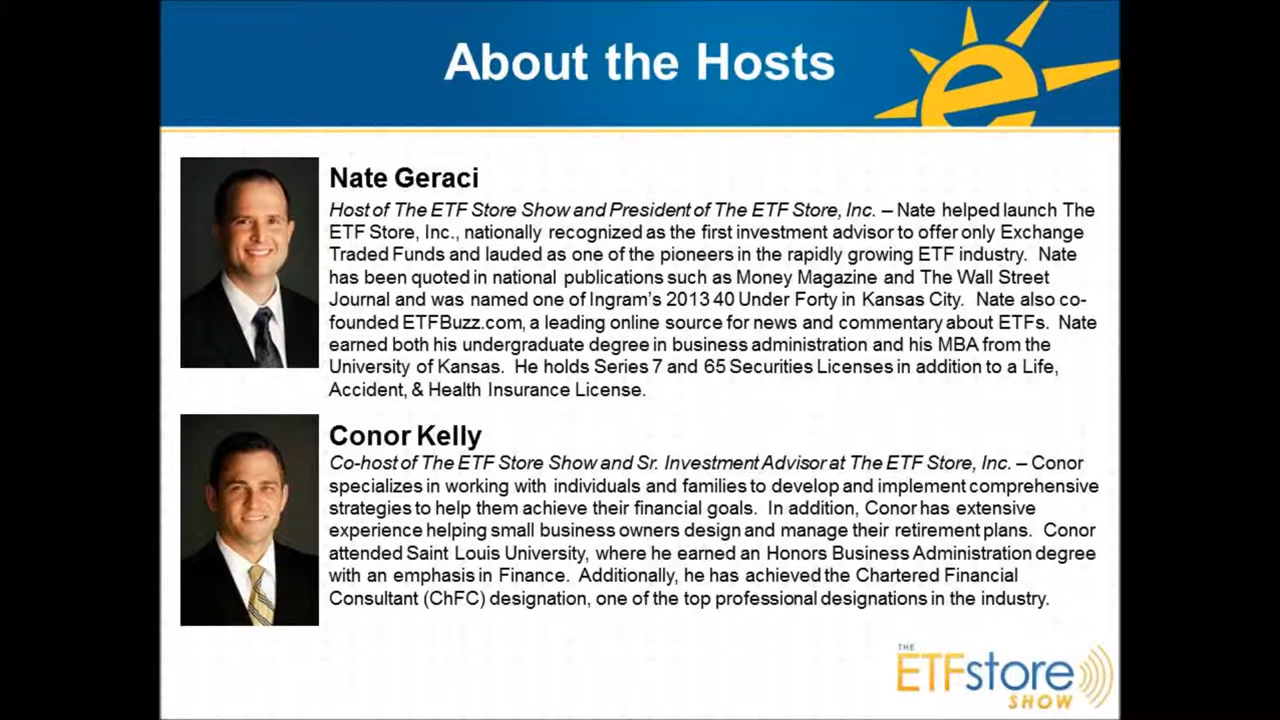 About the Hosts
Nate Geraci
Host of The ETF Store Show and President of The ETF Store, Inc. – Nate helped launch The
ETF Store, Inc., nationally recognized as the first investment advisor to offer only Exchange
Traded Funds and lauded as one of the pioneers in the rapidly growing ETF industry.  Nate
has been quoted in national publications such as Money Magazine and The Wall Street
Journal and was named one of Ingram's 2013 40 Under Forty in Kansas City.  Nate also co-
founded ETFBuzz.com, a leading online source for news and commentary about ETFs.  Nate
earned both his undergraduate degree in business administration and his MBA from the
University of Kansas.  He holds Series 7 and 65 Securities Licenses in addition to a Life,
Accident, & Health Insurance License.
Conor Kelly
Co-host of The ETF Store Show and Sr. Investment Advisor at The ETF Store, Inc. – Conor
specializes in working with individuals and families to develop and implement comprehensive
strategies to help them achieve their financial goals.  In addition, Conor has extensive
experience helping small business owners design and manage their retirement plans.  Conor
attended Saint Louis University, where he earned an Honors Business Administration degree
with an emphasis in Finance.  Additionally, he has achieved the Chartered Financial
Consultant (ChFC) designation, one of the top professional designations in the industry.
THE
ETFstore
SHOW